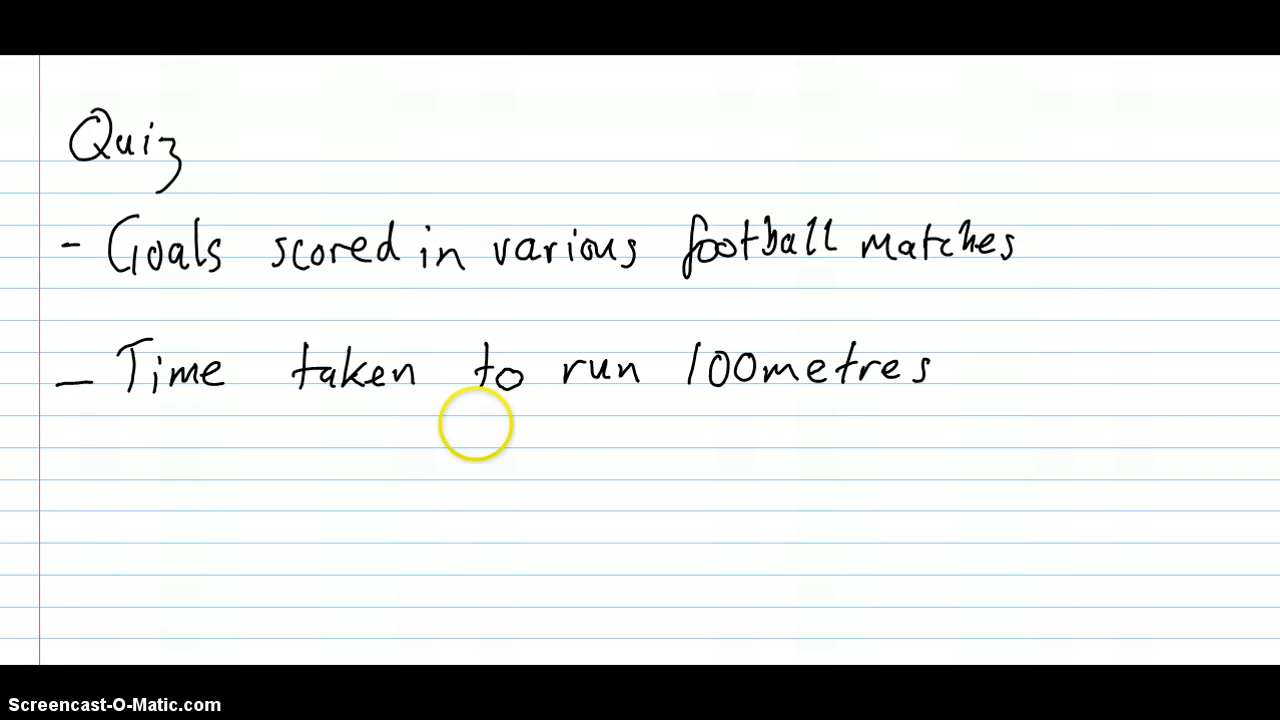 Quiz
- Goals scored in various football matches
- Time taken to run 100metres
Screencast-O-Matic.com